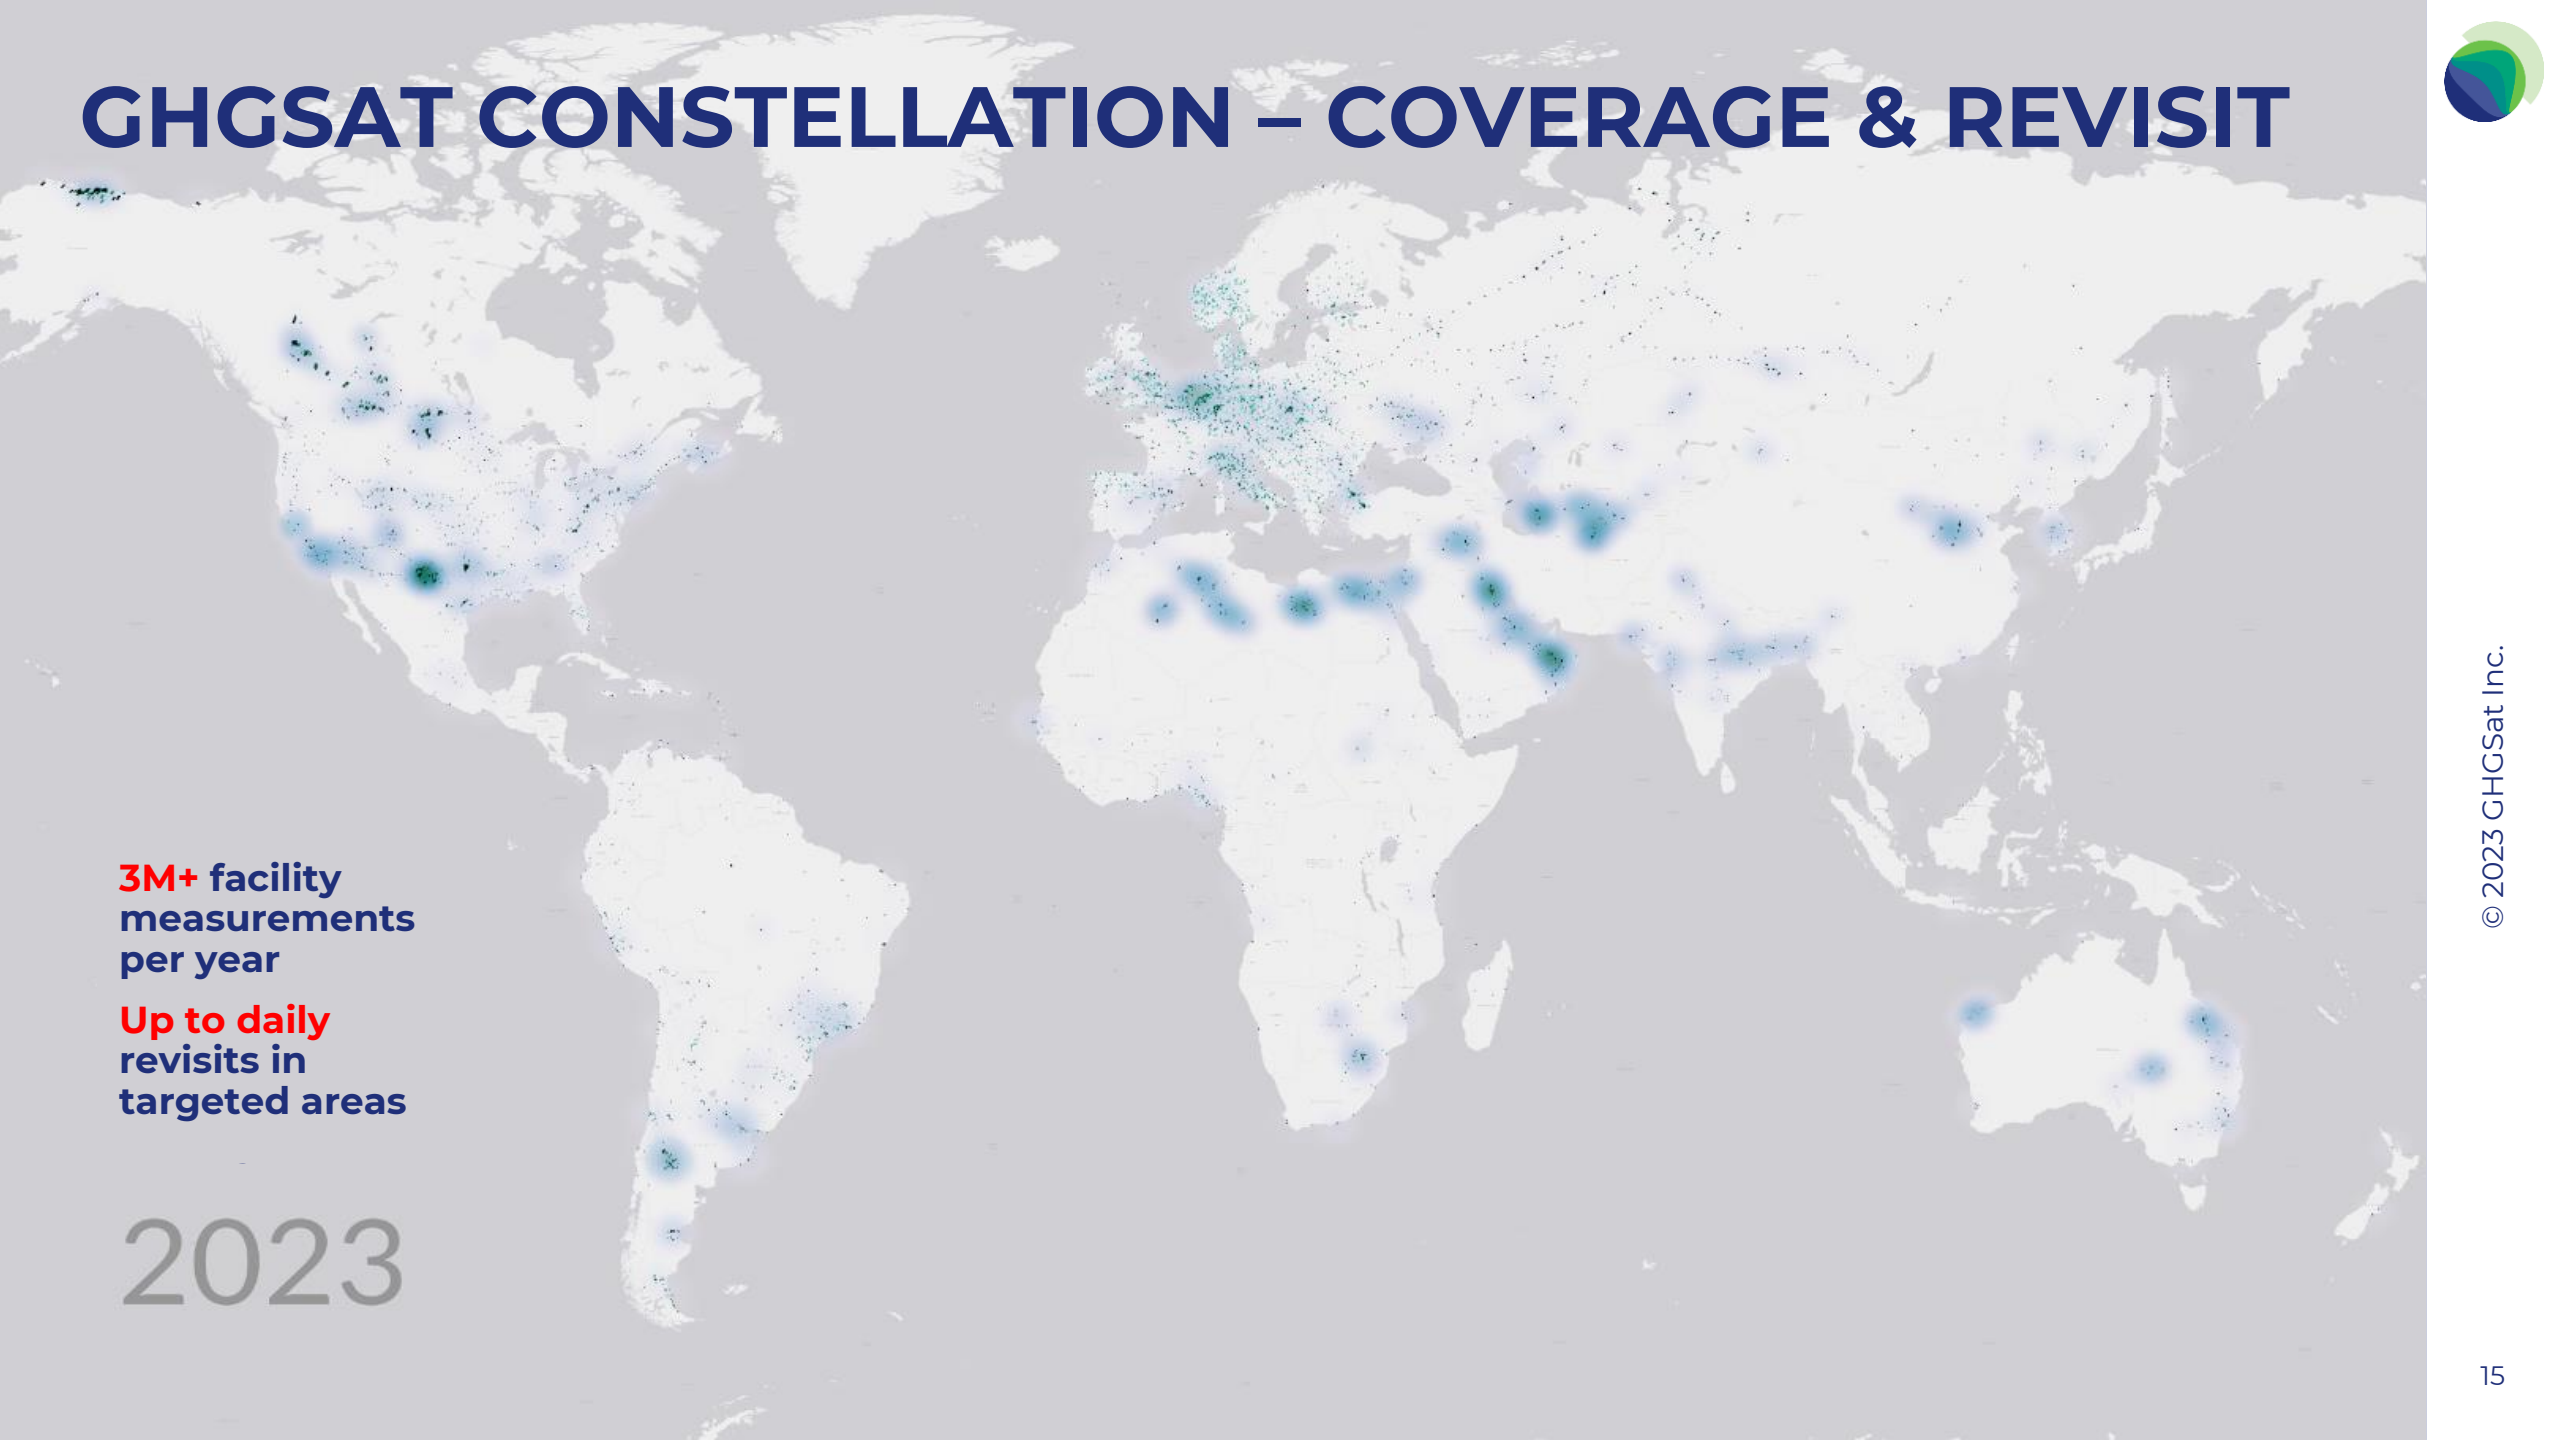 GHGSAT CONSTELLATION – COVERAGE & REVISIT
3M+ facility
measurements
per year
Up to daily
revisits in
targeted areas
2023
© 2023 GHGSat Inc.
15